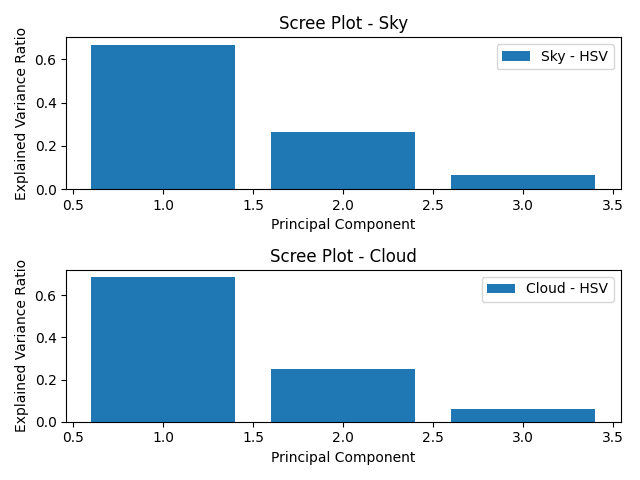 Scree Plot - Sky
Explained Variance Ratio
0.6
0.4
0.2
0.0
Sky - HSV
0.5 1.0 1.5 2.0 2.5 3.0 3.5
Principal Component
Scree Plot - Cloud
Explained Variance Ratio
0.6
0.4
0.2
0.0
Cloud - HSV
0.5 1.0 1.5 2.0 2.5 3.0 3.5
Principal Component